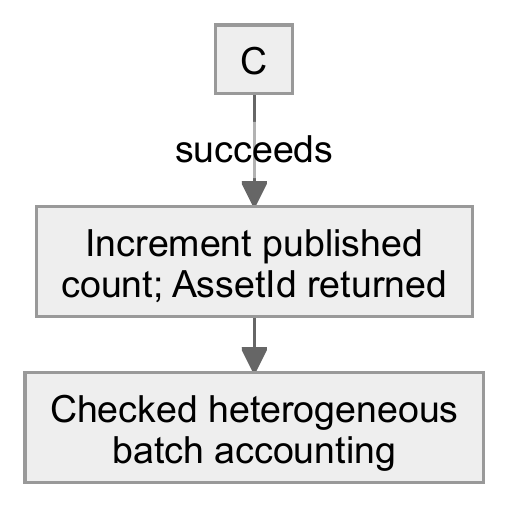 C
succeeds
Increment published
count; AssetId returned
Checked heterogeneous
batch accounting